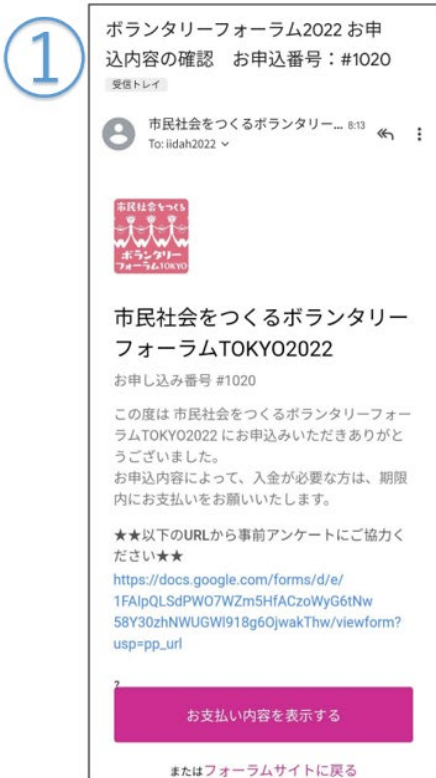 1
ボランタリーフォーラム2022 お申
込内容の確認　お申込番号：#1020
受信トレイ
市民社会をつくるボランタリー... 8:13
To: iidah2022
市民社会をつくる
ボランタリー
フォーラムTOKYO
市民社会をつくるボランタリー
フォーラムTOKYO2022
お申し込み番号 #1020
この度は 市民社会をつくるボランタリーフォー
ラムTOKYO2022 にお申込みいただきありがと
うございました。
お申込内容によって、入金が必要な方は、期限
内にお支払いをお願いいたします。
★★以下のURLから事前アンケートにご協力く
ださい★★
https://docs.google.com/forms/d/e/
1FAIpQLSdPWO7WZm5HfACzoWyG6tNw
58Y30zhNWUGWl918g6OjwakThw/viewform?
usp=pp_url
?
お支払い内容を表示する
またはフォーラムサイトに戻る